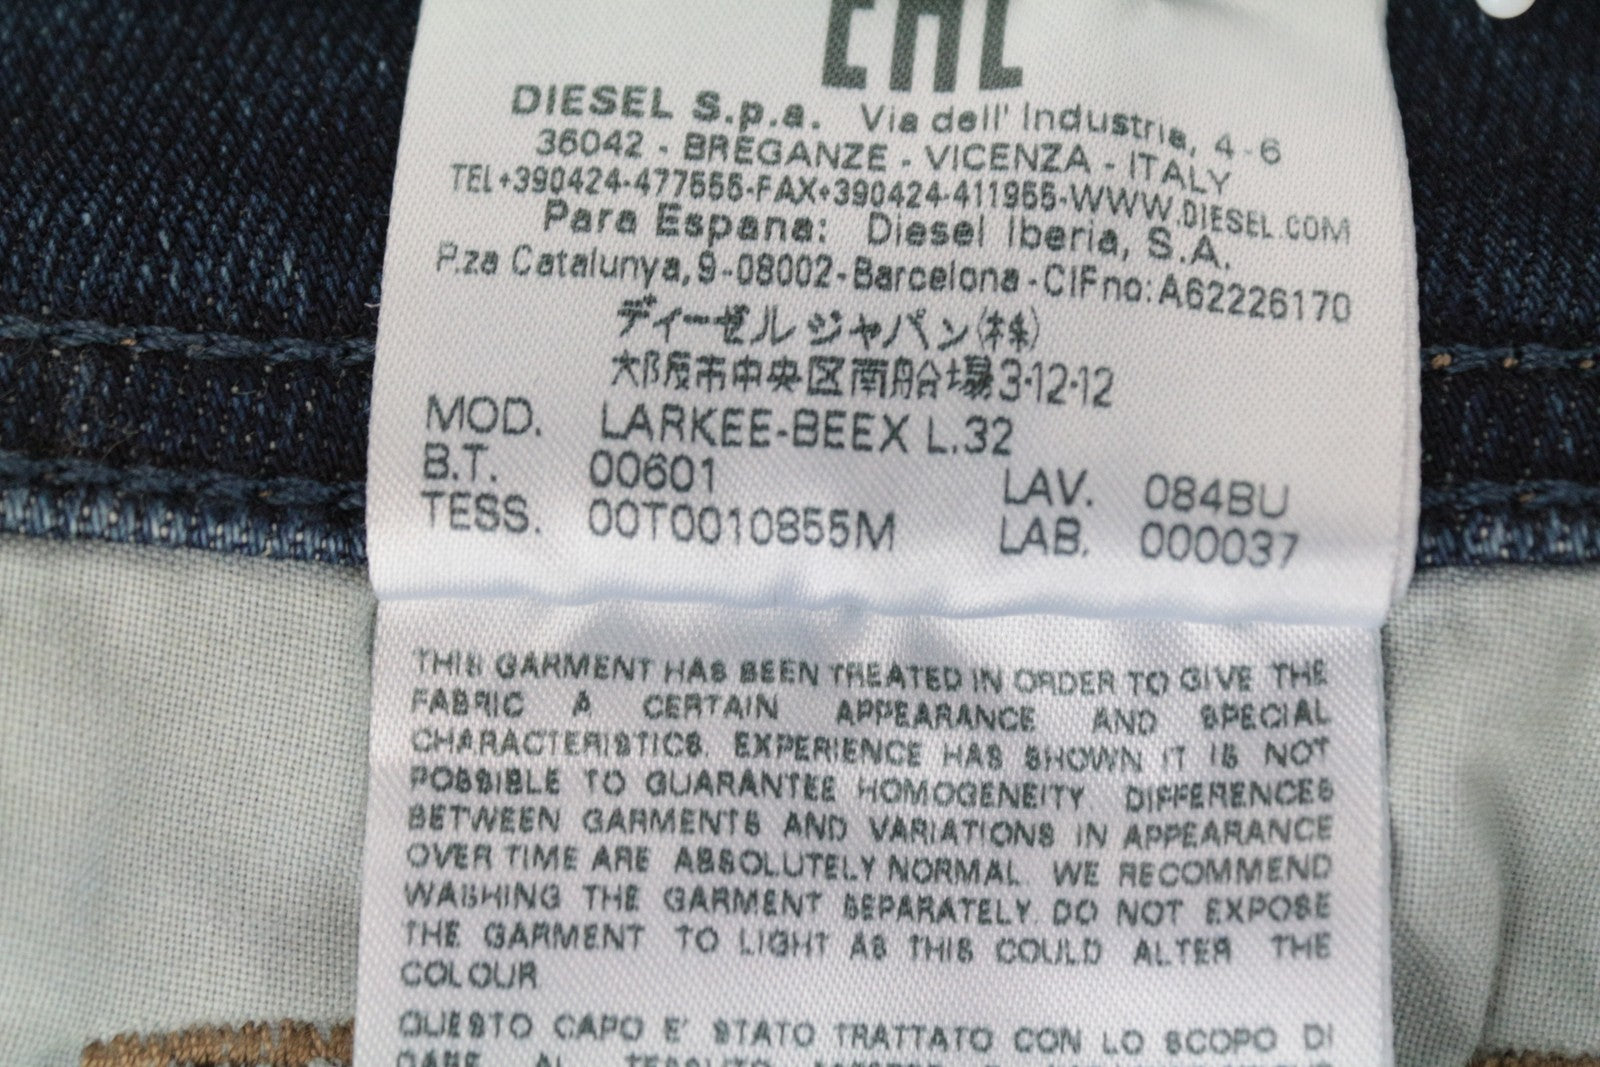 EAC
DIESEL S.p.a. Via dell' Industria, 4-6
36042 - BREGANZE - VICENZA - ITALY
TEL+390424-477555-FAX+390424-411955-WWW.DIESEL.COM
Para Espana: Diesel Iberia, S.A.
P.za Catalunya, 9-08002-Barcelona-CIFno:A62226170
ディーゼルジャパン(株)
大阪市中央区南船場3-12-12
MOD. LARKEE-BEEX L.32
B.T. 00601 LAV. 084BU
TESS. 00T0010855M LAB. 000037
THIS GARMENT HAS BEEN TREATED IN ORDER TO GIVE THE
FABRIC A CERTAIN APPEARANCE AND SPECIAL
CHARACTERISTICS. EXPERIENCE HAS SHOWN IT IS NOT
POSSIBLE TO GUARANTEE HOMOGENEITY DIFFERENCES
BETWEEN GARMENTS AND VARIATIONS IN APPEARANCE
OVER TIME ARE ABSOLUTELY NORMAL. WE RECOMMEND
WASHING THE GARMENT SEPARATELY. DO NOT EXPOSE
THE GARMENT TO LIGHT AS THIS COULD ALTER THE
COLOUR
QUESTO CAPO E' STATO TRATTATO CON LO SCOPO DI
DARE AL TESSUTO